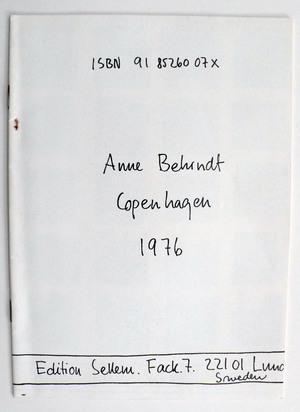 ISBN 91 85260 07 X
Anne Behrndt
Copenhagen
1976
Edition Sellem. Fack.7. 22101 Lund
Sweden